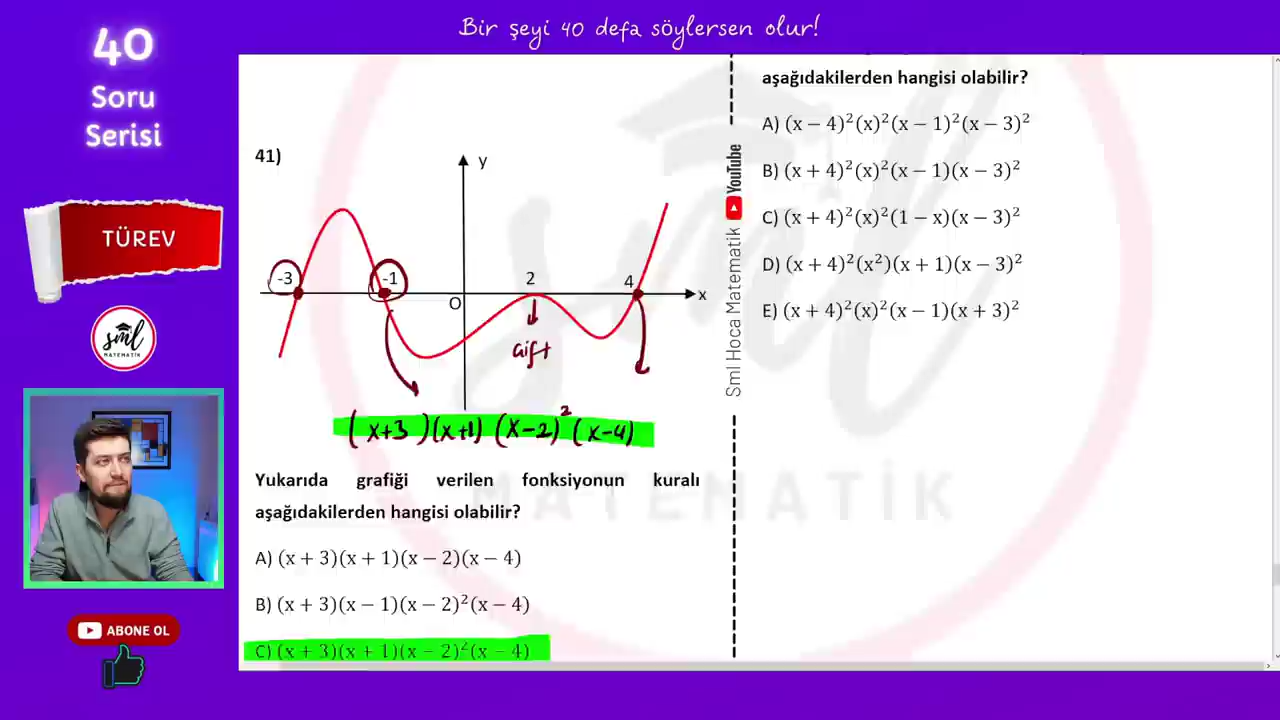 Bir şeyi 40 defa söylersen olur!
40
Soru
Serisi
TÜREV
sml
MATEMATİK
ABONE OL
41)
y
-3
-1
O
2
4
x
çift
(x+3)(x+1)(x-2)²(x-4)
Yukarıda grafiği verilen fonksiyonun kuralı
aşağıdakilerden hangisi olabilir?
A) (x + 3)(x + 1)(x − 2)(x − 4)
B) (x + 3)(x − 1)(x − 2)²(x − 4)
C) (x + 3)(x + 1)(x − 2)²(x − 4)
Sml Hoca Matematik YouTube
aşağıdakilerden hangisi olabilir?
A) (x − 4)²(x)²(x − 1)²(x − 3)²
B) (x + 4)²(x)²(x − 1)(x − 3)²
C) (x + 4)²(x)²(1 − x)(x − 3)²
D) (x + 4)²(x²)(x + 1)(x − 3)²
E) (x + 4)²(x)²(x − 1)(x + 3)²
sml
MATEMATİK